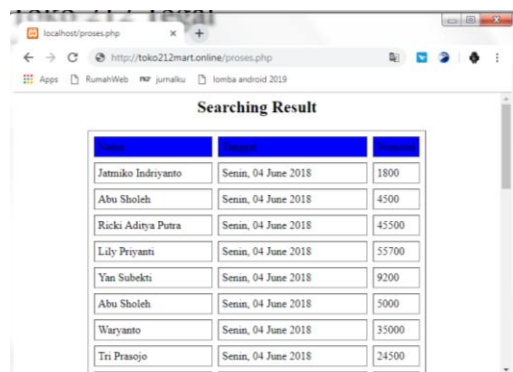 Toko 212 Tegal
localhost/proses.php
http://toko212mart.online/proses.php
Apps RumahWeb jurnalku lomba android 2019
Searching Result
Jatmiko Indriyanto Senin, 04 June 2018 1800
Abu Sholeh Senin, 04 June 2018 4500
Ricki Aditya Putra Senin, 04 June 2018 45500
Lily Priyanti Senin, 04 June 2018 55700
Yan Subekti Senin, 04 June 2018 9200
Abu Sholeh Senin, 04 June 2018 5000
Waryanto Senin, 04 June 2018 35000
Tri Prasojo Senin, 04 June 2018 24500